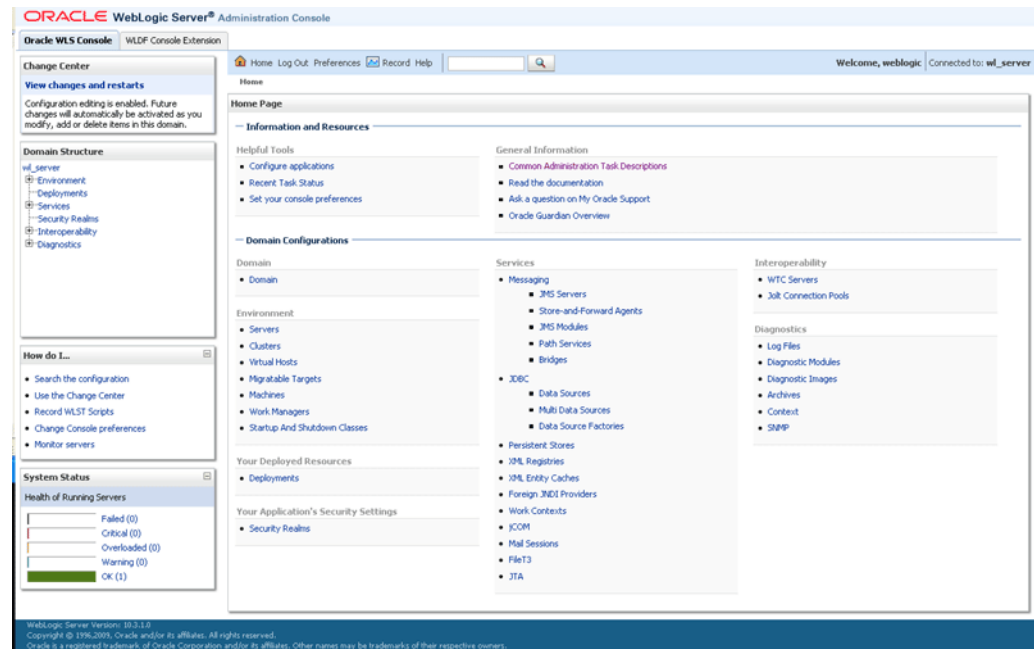 ORACLE WebLogic Server® Administration Console
Oracle WLS Console
WLDF Console Extension
Change Center
View changes and restarts
Configuration editing is enabled. Future
changes will automatically be activated as you
modify, add or delete items in this domain.
Domain Structure
wl_server
Environment
Deployments
Services
Security Realms
Interoperability
Diagnostics
How do I...
Search the configuration
Use the Change Center
Record WLST Scripts
Change Console preferences
Monitor servers
System Status
Health of Running Servers
Failed (0)
Critical (0)
Overloaded (0)
Warning (0)
OK (1)
Home Log Out Preferences Record Help
Welcome, weblogic
Connected to: wl_server
Home
Home Page
Information and Resources
Helpful Tools
Configure applications
Recent Task Status
Set your console preferences
General Information
Common Administration Task Descriptions
Read the documentation
Ask a question on My Oracle Support
Oracle Guardian Overview
Domain Configurations
Domain
Domain
Environment
Servers
Clusters
Virtual Hosts
Migratable Targets
Machines
Work Managers
Startup And Shutdown Classes
Your Deployed Resources
Deployments
Your Application's Security Settings
Security Realms
Services
Messaging
JMS Servers
Store-and-Forward Agents
JMS Modules
Path Services
Bridges
JDBC
Data Sources
Multi Data Sources
Data Source Factories
Persistent Stores
XML Registries
XML Entity Caches
Foreign JNDI Providers
Work Contexts
jCOM
Mail Sessions
FileT3
JTA
Interoperability
WTC Servers
Jolt Connection Pools
Diagnostics
Log Files
Diagnostic Modules
Diagnostic Images
Archives
Context
SNMP
WebLogic Server Version: 10.3.1.0
Copyright © 1996,2009, Oracle and/or its affiliates. All rights reserved.
Oracle is a registered trademark of Oracle Corporation and/or its affiliates. Other names may be trademarks of their respective owners.